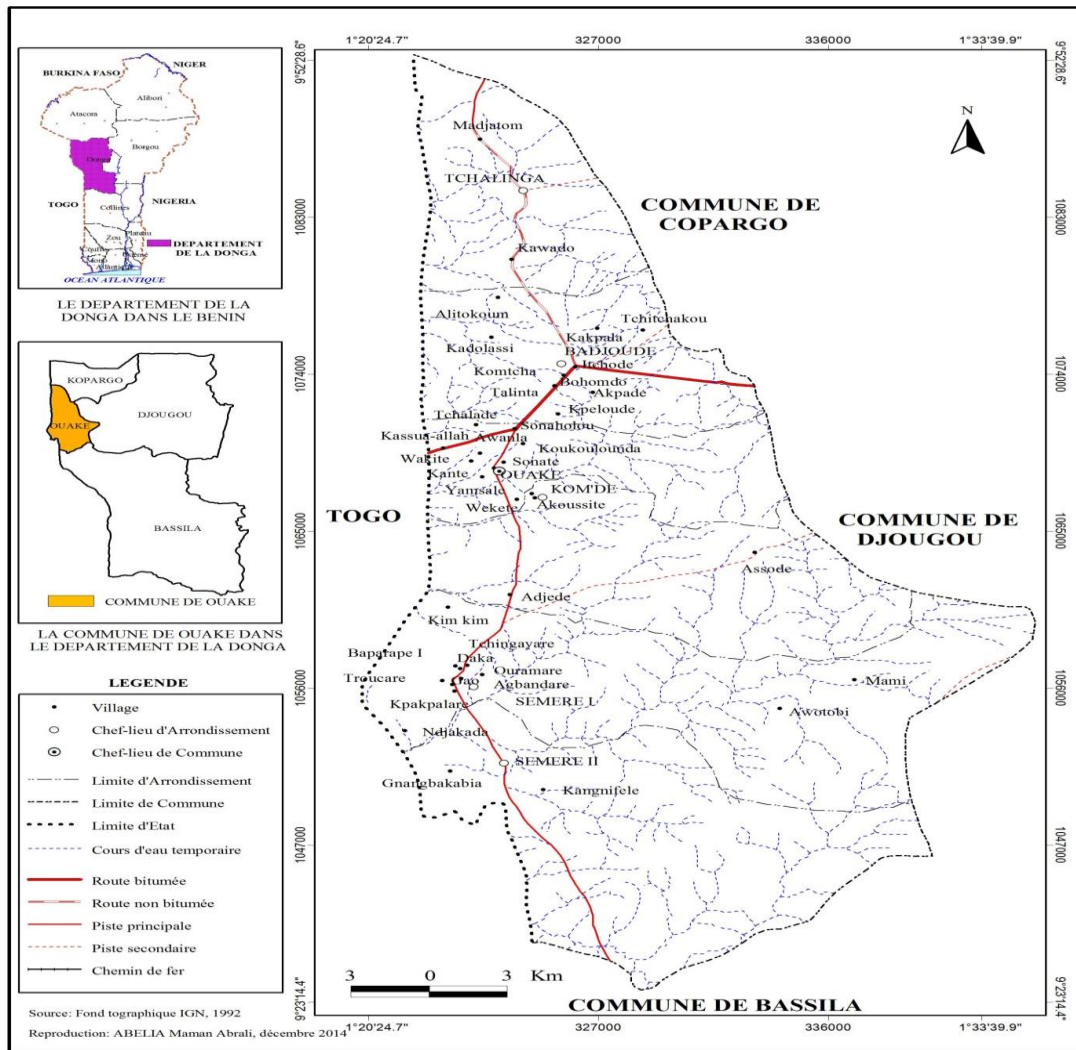 BURKINA FASO
NIGER
Alibori
Atacora
Borgou
Donga
TOGO
NIGERIA
Collines
Plateau
Zou
Atlantique
DEPARTEMENT
DE LA DONGA
OCEAN ATLANTIQUE
LE DEPARTEMENT DE LA
DONGA DANS LE BENIN
KOPARGO
DJOUGOU
OUAKE
BASSILA
COMMUNE DE OUAKE
LA COMMUNE DE OUAKE DANS
LE DEPARTEMENT DE LA DONGA
LEGENDE
Village
Chef-lieu d'Arrondissement
Chef-lieu de Commune
Limite d'Arrondissement
Limite de Commune
Limite d'Etat
Cours d'eau temporaire
Route bitumée
Route non bitumée
Piste principale
Piste secondaire
Chemin de fer
Source: Fond tographique IGN, 1992
Reproduction: ABELIA Maman Abrali, décembre 2014
1°20'24.7" 327000 336000 1°33'39.9"
9°52'28.6"
9°52'28.6"
N
Madjatom
TCHALINGA
COMMUNE DE
COPARGO
1083000
1083000
Kawado
Alitokoum
Tchitchakou
Kakpala
Kadolassi
BADJOUDE
Itchode
1074000
1074000
Komtcha
Bohomdo
Talinta
Akpade
Kpeloude
Tchalade
Sonaholou
Kassua-allah
Awanla
Koukoulounda
Wakite
Sonate
Kante
OUAKE
Yamsale
KOM'DE
Wekete
Akoussite
TOGO
COMMUNE DE
DJOUGOU
1065000
1065000
Assode
Adjede
Kim kim
Tchingayare
Baparape I
Daka
Ouramare
Troucare
Tao
Agbandare
1056000
1056000
Mami
Kpakpalare
SEMERE I
Awotobi
Ndjakada
SEMERE II
Gnangbakabia
Kangnifele
1047000
1047000
3 0 3 Km
COMMUNE DE BASSILA
9°23'14.4"
9°23'14.4"
1°20'24.7" 327000 336000 1°33'39.9"